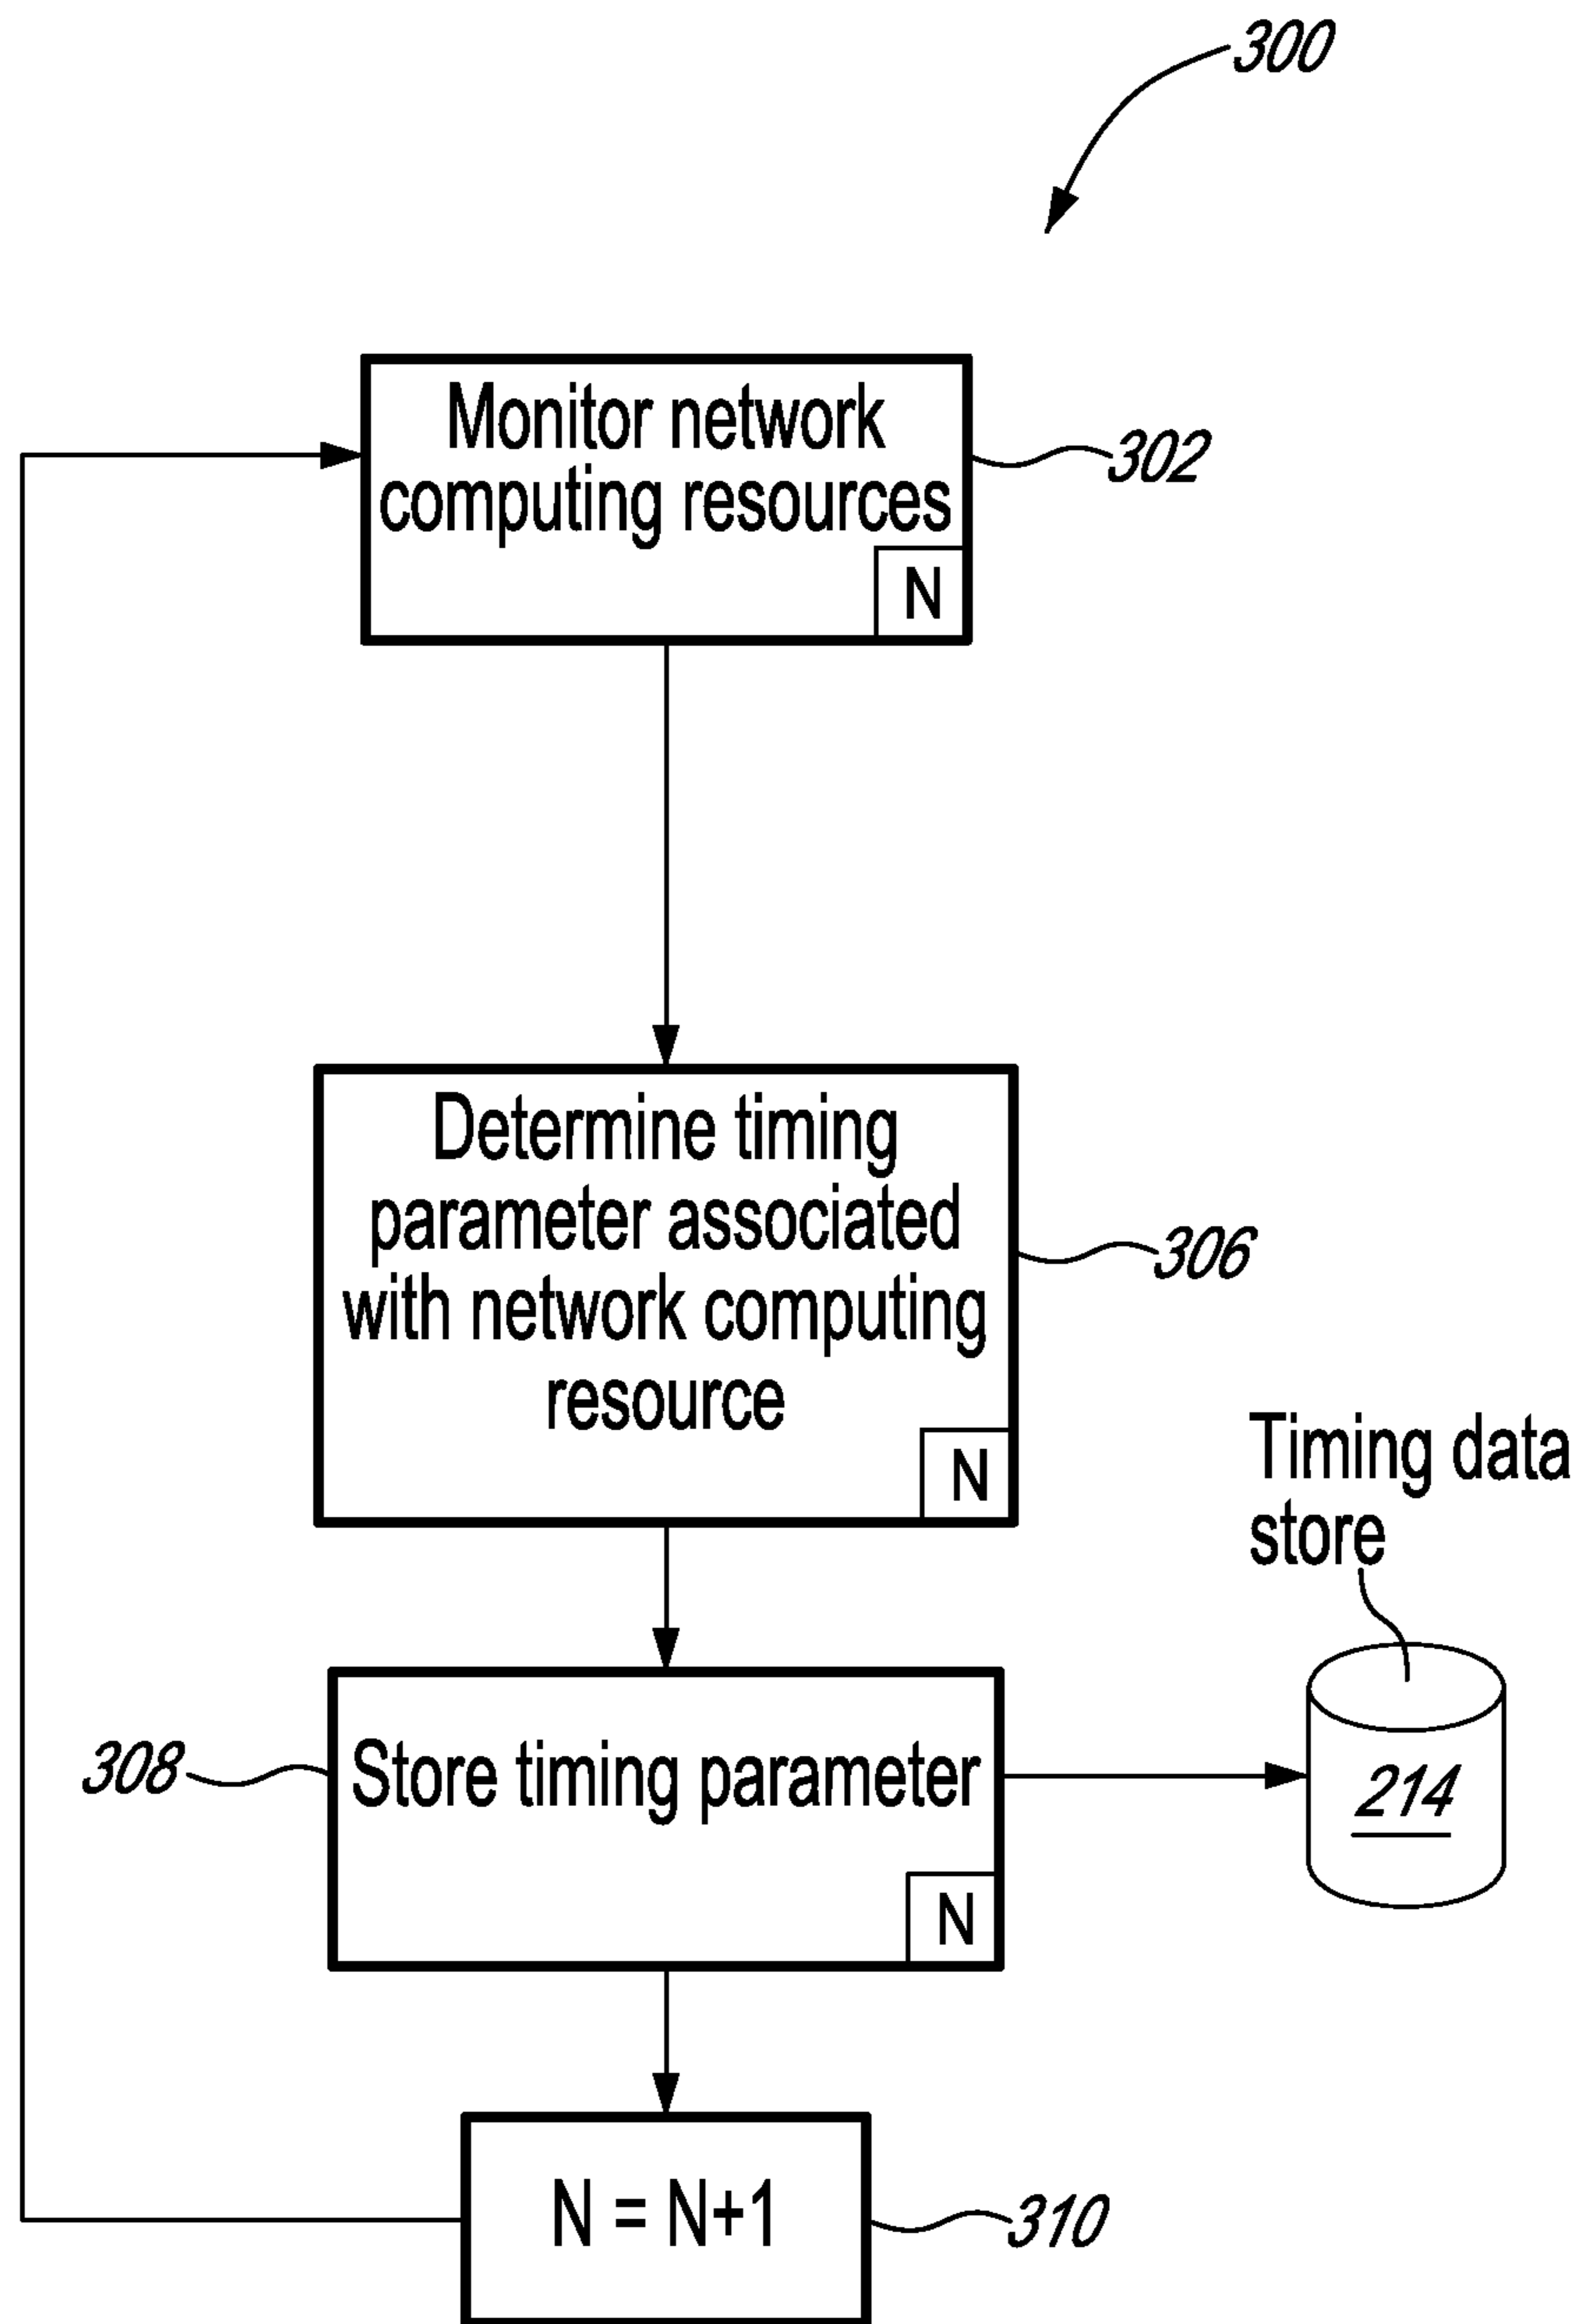 300
Monitor network
computing resources
302
N
Determine timing
parameter associated
with network computing
resource
306
N
Timing data
store
308
Store timing parameter
214
N
N = N+1
310